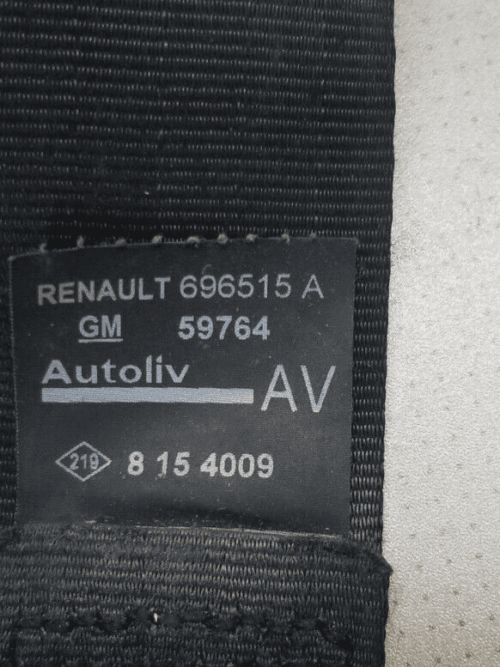 RENAULT 696515 A
GM 59764
Autoliv
AV
219 8 15 4009